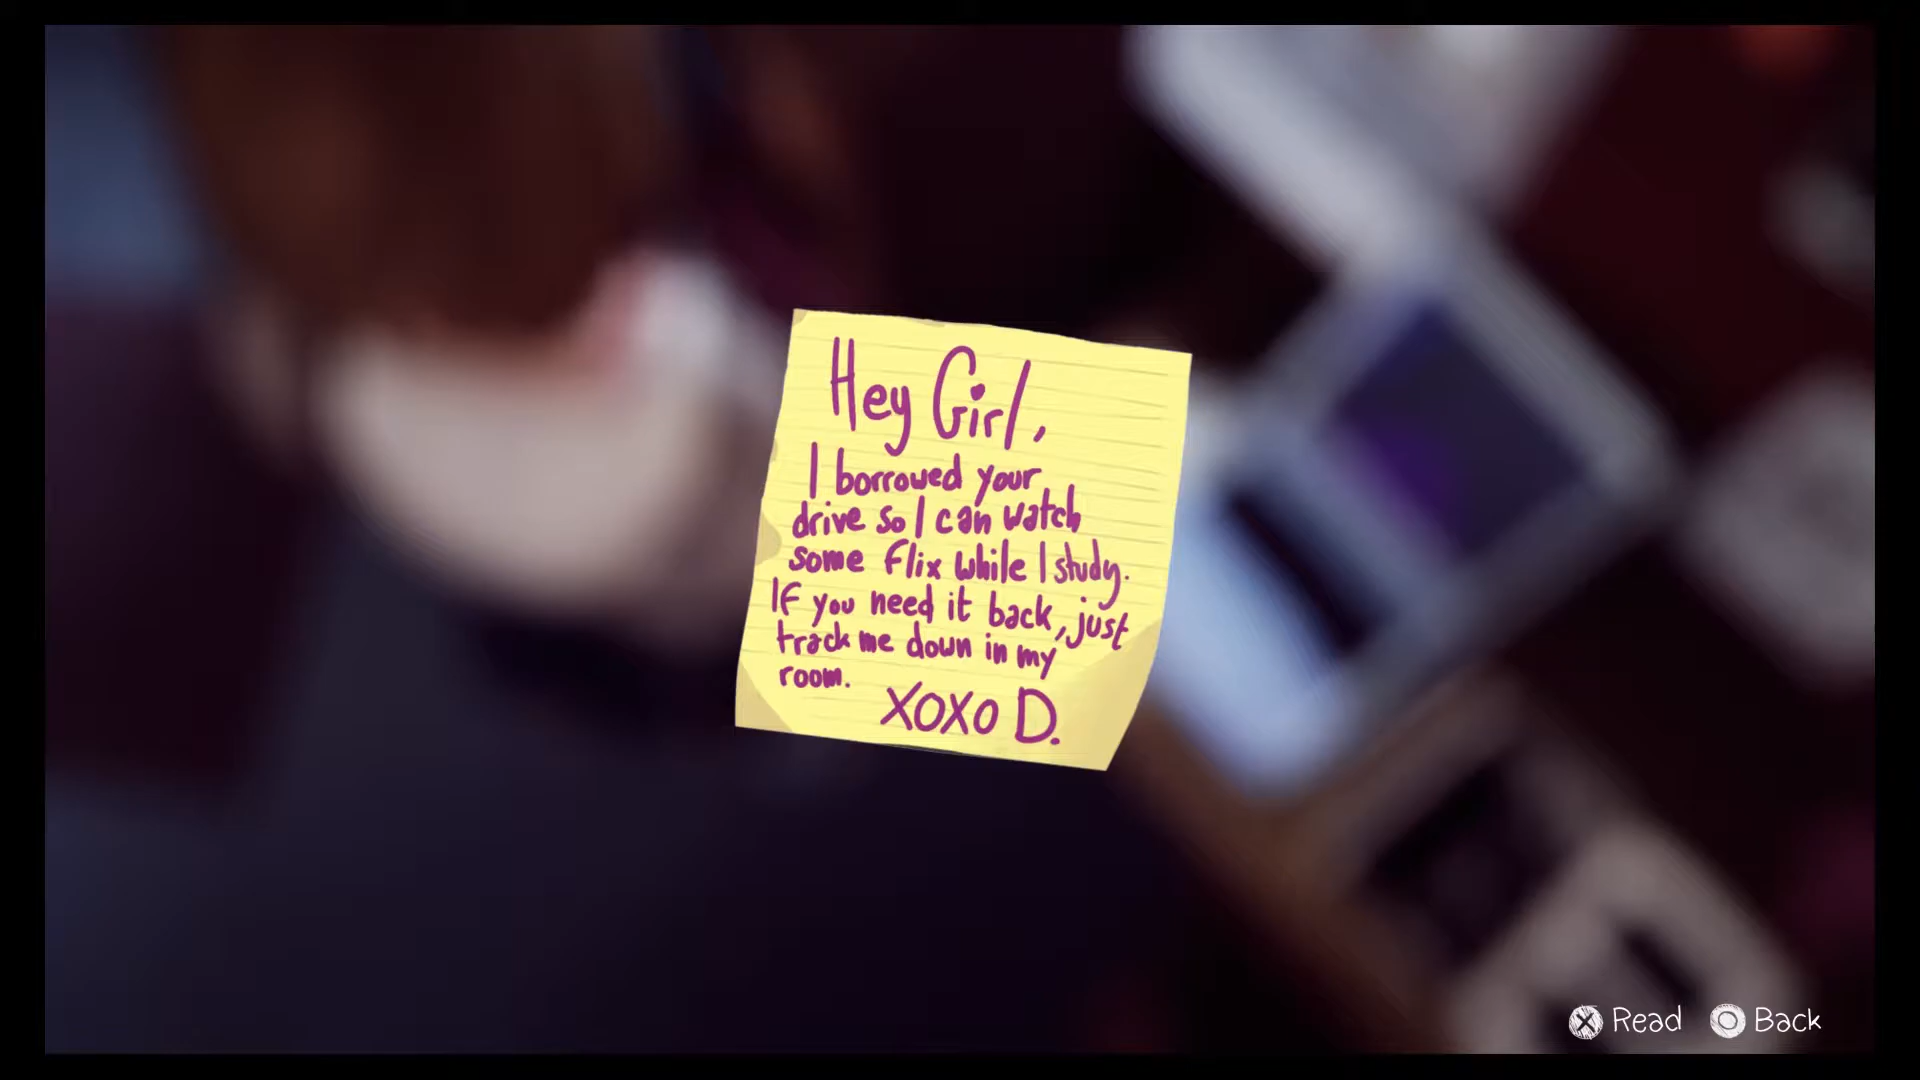 Hey Girl,
I borrowed your
drive so I can watch
some flix while I study.
If you need it back, just
track me down in my
room.
XOXO D.
Read Back